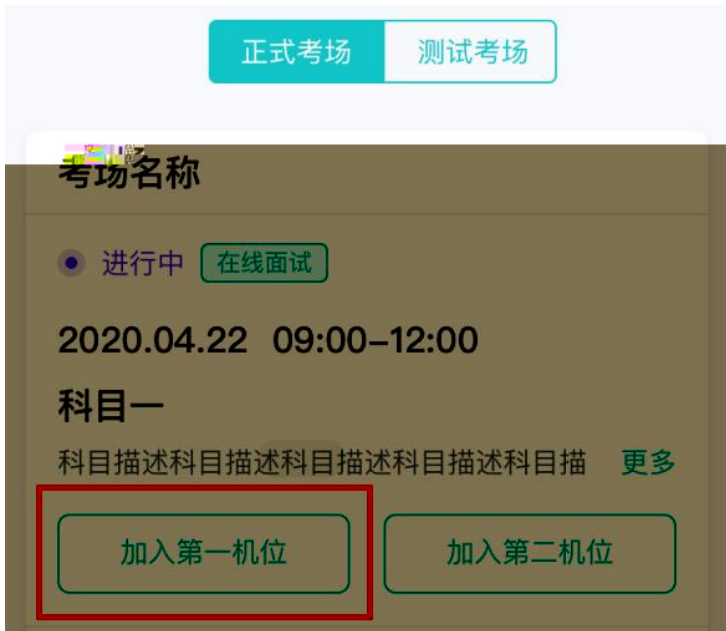 正式考场 测试考场
考场名称
进行中 在线面试
2020.04.22 09:00–12:00
科目一
科目描述科目描述科目描述科目描述科目描 更多
加入第一机位 加入第二机位